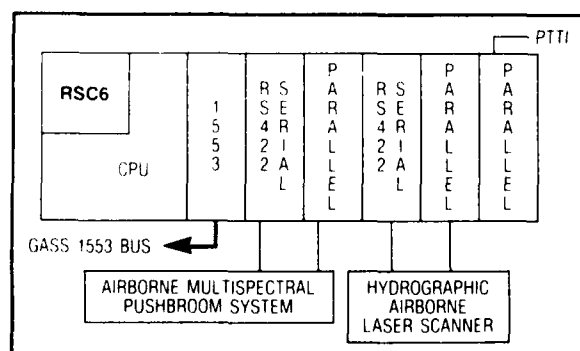 PTTI
RSC6
CPU
1553
RS422 SERIAL
PARALLEL
RS422 SERIAL
PARALLEL
PARALLEL
GASS 1553 BUS
AIRBORNE MULTISPECTRAL
PUSHBROOM SYSTEM
HYDROGRAPHIC
AIRBORNE
LASER SCANNER